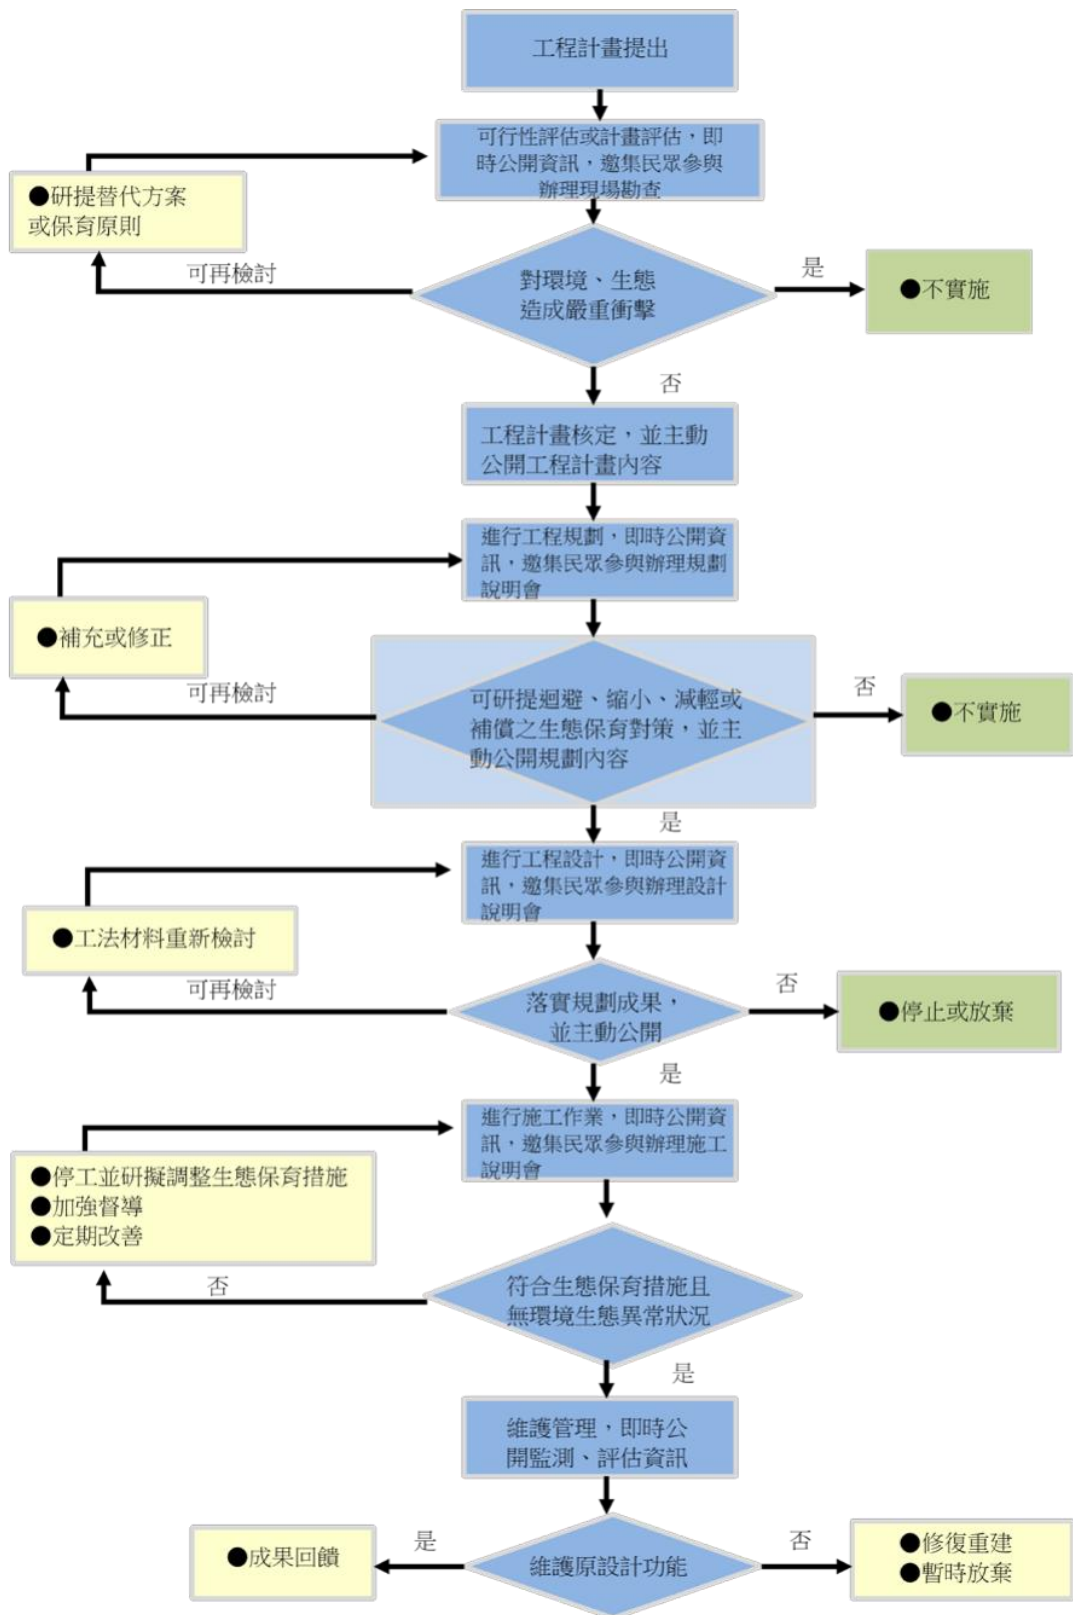 工程計畫提出
可行性評估或計畫評估，即
時公開資訊，邀集民眾參與
辦理現場勘查
●研提替代方案
或保育原則
可再檢討
對環境、生態
造成嚴重衝擊
是
●不實施
否
工程計畫核定，並主動
公開工程計畫內容
進行工程規劃，即時公開資
訊，邀集民眾參與辦理規劃
說明會
●補充或修正
可再檢討
可研提迴避、縮小、減輕或
補償之生態保育對策，並主
動公開規劃內容
否
●不實施
是
進行工程設計，即時公開資
訊，邀集民眾參與辦理設計
說明會
●工法材料重新檢討
可再檢討
落實規劃成果，
並主動公開
否
●停止或放棄
是
進行施工作業，即時公開資
訊，邀集民眾參與辦理施工
說明會
●停工並研擬調整生態保育措施
●加強督導
●定期改善
否
符合生態保育措施且
無環境生態異常狀況
是
維護管理，即時公
開監測、評估資訊
●成果回饋
是
維護原設計功能
否
●修復重建
●暫時放棄